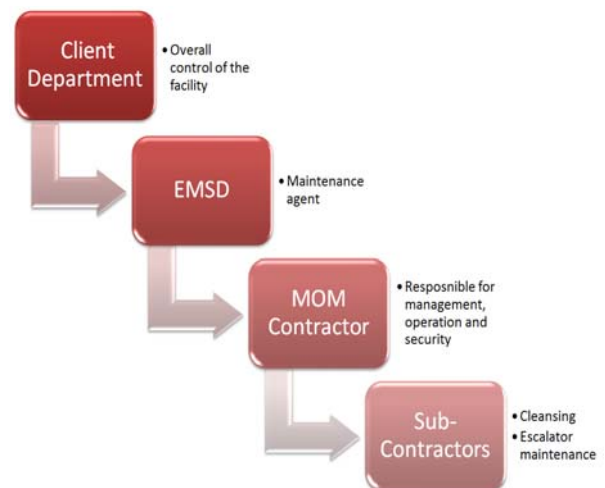 Client
Department
• Overall
control of the
facility
EMSD
• Maintenance
agent
MOM
Contractor
• Resposnible for
management,
operation and
security
Sub-
Contractors
• Cleansing
• Escalator
maintenance